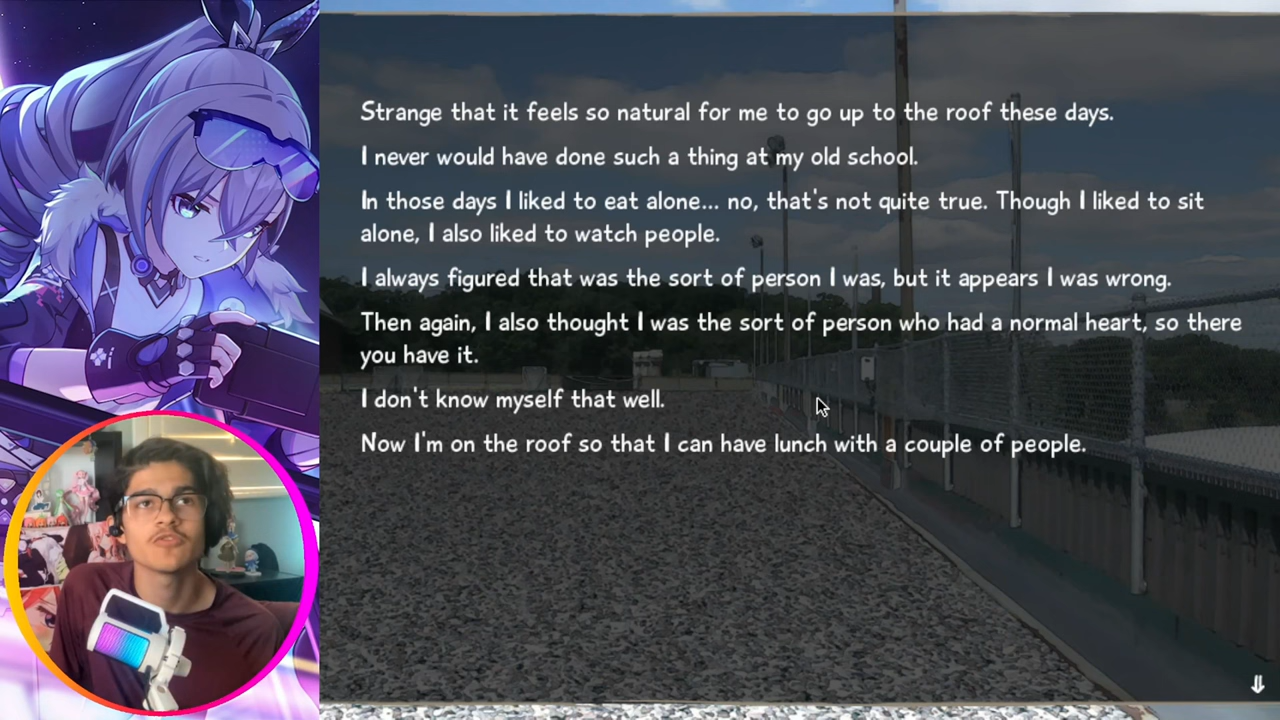 Strange that it feels so natural for me to go up to the roof these days.
I never would have done such a thing at my old school.
In those days I liked to eat alone... no, that's not quite true. Though I liked to sit
alone, I also liked to watch people.
I always figured that was the sort of person I was, but it appears I was wrong.
Then again, I also thought I was the sort of person who had a normal heart, so there
you have it.
I don't know myself that well.
Now I'm on the roof so that I can have lunch with a couple of people.